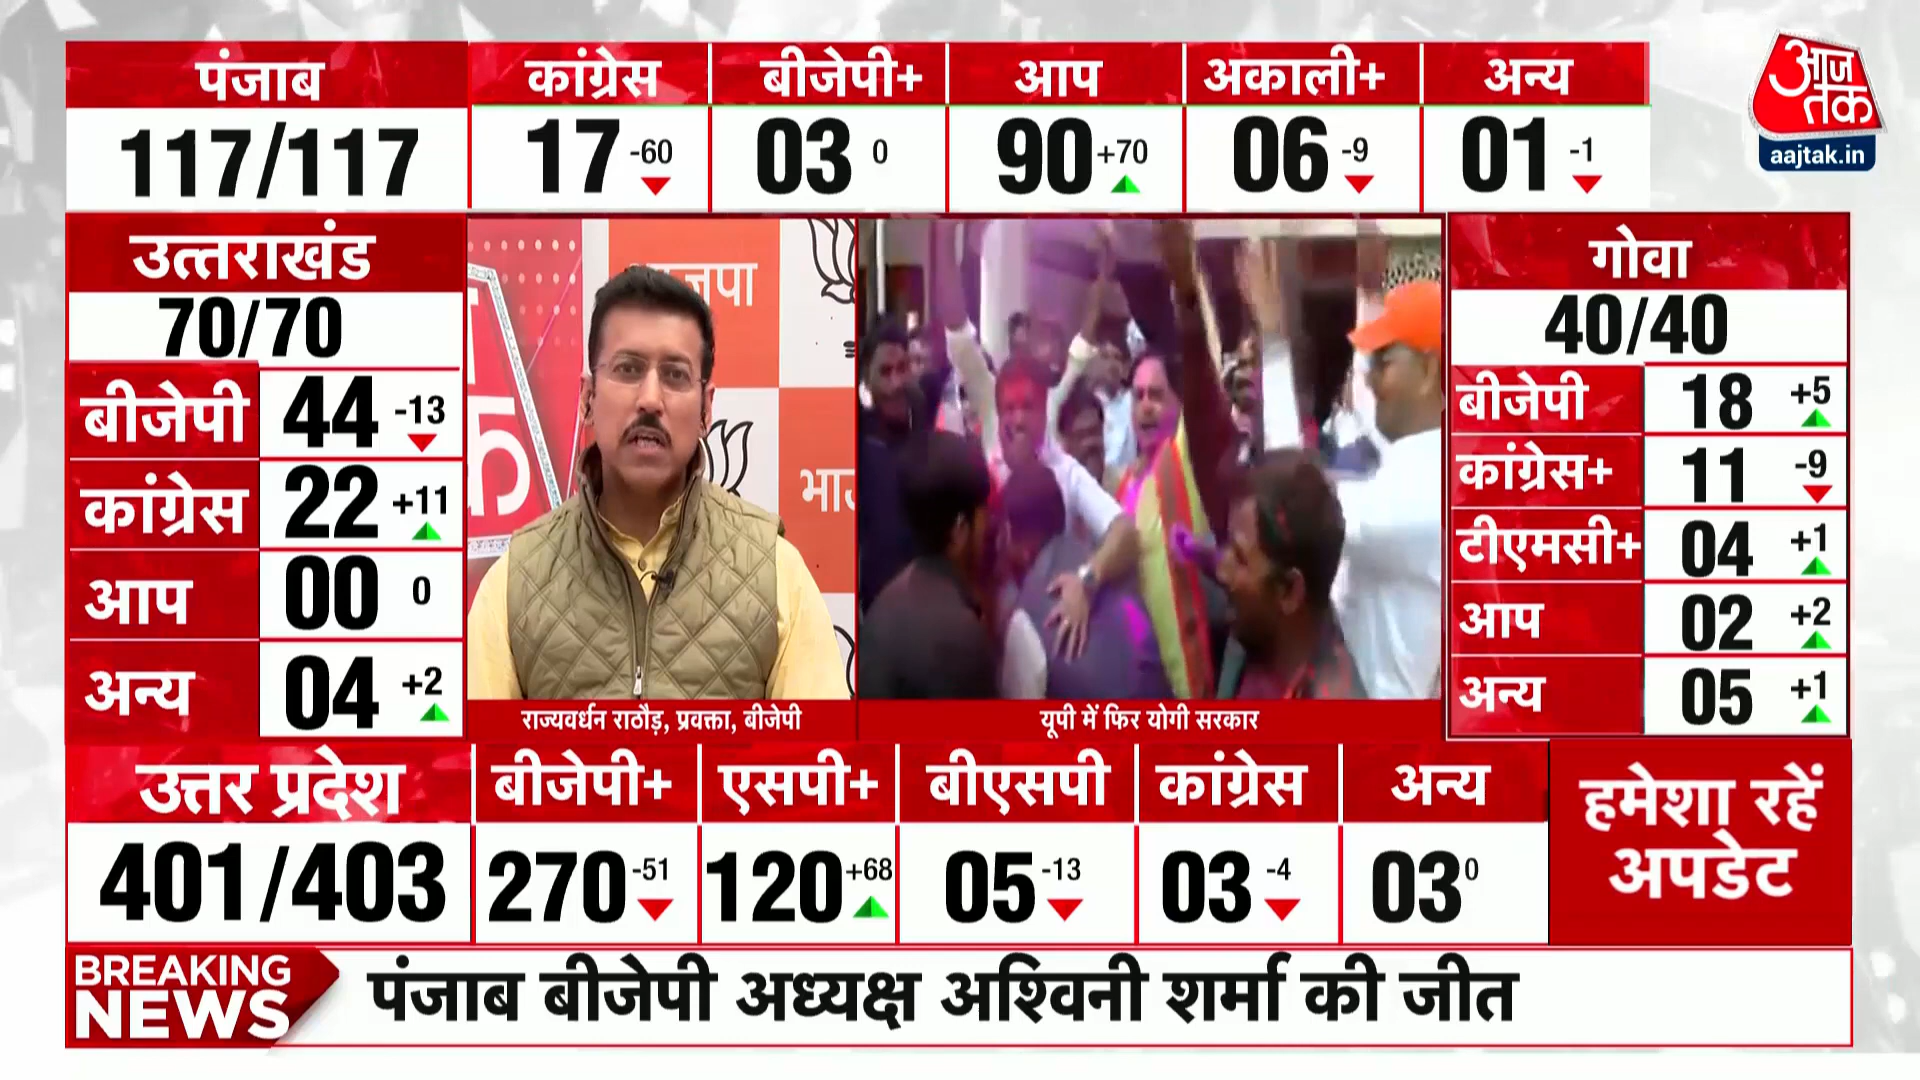 पंजाब
117/117
कांग्रेस
17 -60
बीजेपी+
03 0
आप
90 +70
अकाली+
06 -9
अन्य
01 -1
आज
तक
aajtak.in
उत्तराखंड
70/70
बीजेपी 44 -13
कांग्रेस 22 +11
आप 00 0
अन्य 04 +2
भाजपा
राज्यवर्धन राठौड़, प्रवक्ता, बीजेपी
यूपी में फिर योगी सरकार
गोवा
40/40
बीजेपी 18 +5
कांग्रेस+ 11 -9
टीएमसी+ 04 +1
आप 02 +2
अन्य 05 +1
उत्तर प्रदेश
401/403
बीजेपी+
270 -51
एसपी+
120 +68
बीएसपी
05 -13
कांग्रेस
03 -4
अन्य
03 0
हमेशा रहें
अपडेट
BREAKING
NEWS
पंजाब बीजेपी अध्यक्ष अश्विनी शर्मा की जीत